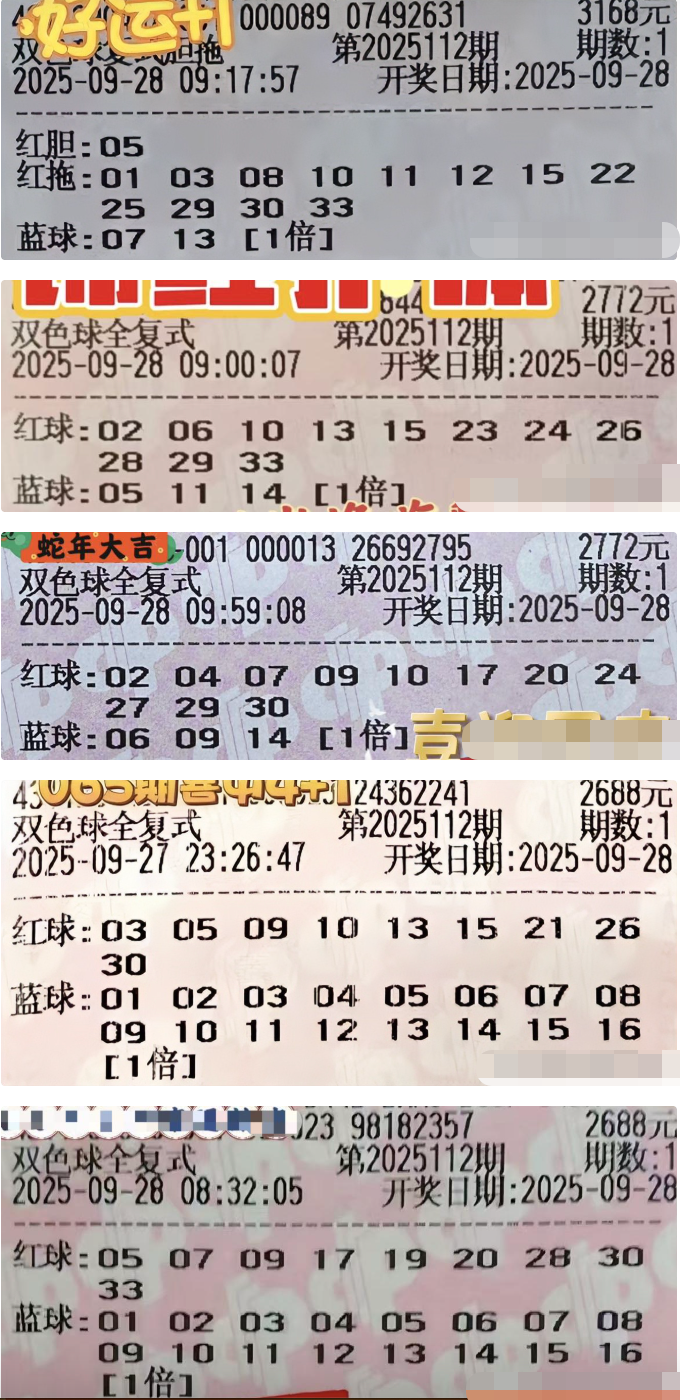 好运
000089 07492631 3168元
双色球复式胆拖 第2025112期 期数:1
2025-09-28 09:17:57 开奖日期:2025-09-28
红胆:05
红拖:01 03 08 10 11 12 15 22
25 29 30 33
蓝球:07 13 [1倍]
2772元
双色球全复式 第2025112期 期数:1
2025-09-28 09:00:07 开奖日期:2025-09-28
红球:02 06 10 13 15 23 24 26
28 29 33
蓝球:05 11 14 [1倍]
蛇年大吉 -001 000013 26692795 2772元
双色球全复式 第2025112期 期数:1
2025-09-28 09:59:08 开奖日期:2025-09-28
红球:02 04 07 09 10 17 20 24
27 29 30
蓝球:06 09 14 [1倍]
24362241 2688元
双色球全复式 第2025112期 期数:1
2025-09-27 23:26:47 开奖日期:2025-09-28
红球:03 05 09 10 13 15 21 26
30
蓝球:01 02 03 04 05 06 07 08
09 10 11 12 13 14 15 16
[1倍]
98182357 2688元
双色球全复式 第2025112期 期数:1
2025-09-28 08:32:05 开奖日期:2025-09-28
红球:05 07 09 17 19 20 28 30
33
蓝球:01 02 03 04 05 06 07 08
09 10 11 12 13 14 15 16
[1倍]